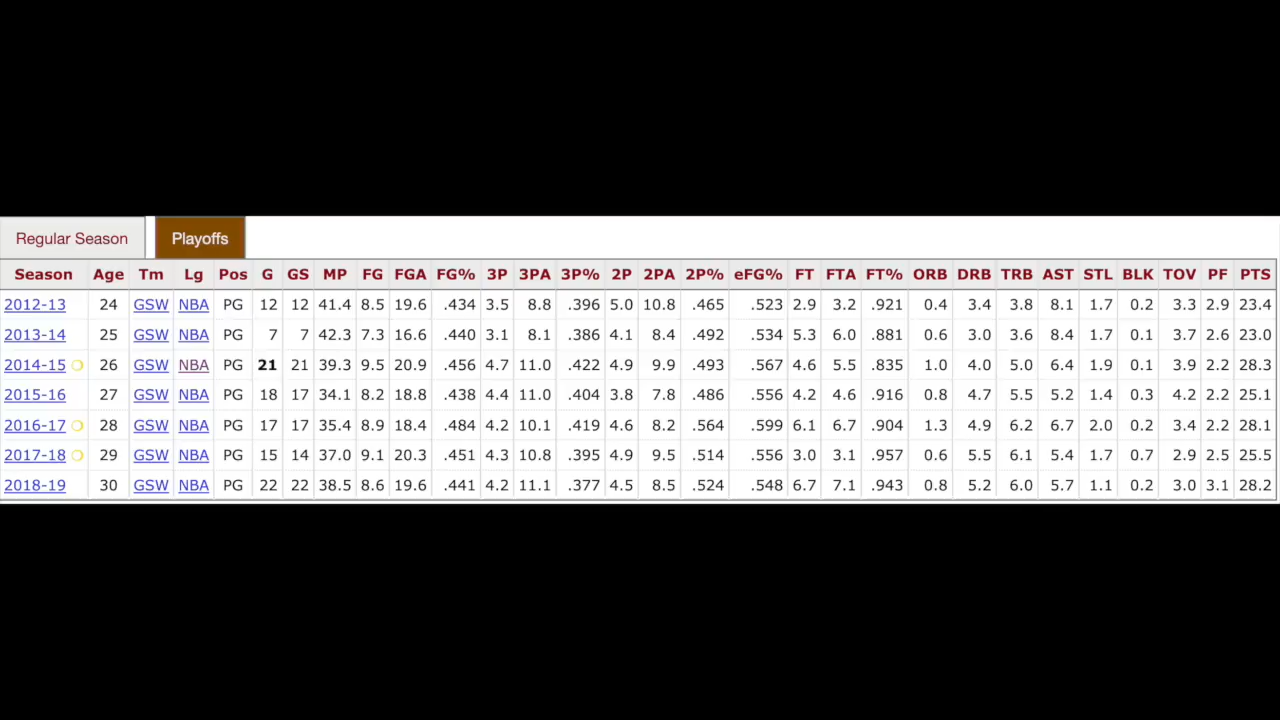 Regular Season Playoffs
Season Age Tm Lg Pos G GS MP FG FGA FG% 3P 3PA 3P% 2P 2PA 2P% eFG% FT FTA FT% ORB DRB TRB AST STL BLK TOV PF PTS
2012-13 24 GSW NBA PG 12 12 41.4 8.5 19.6 .434 3.5 8.8 .396 5.0 10.8 .465 .523 2.9 3.2 .921 0.4 3.4 3.8 8.1 1.7 0.2 3.3 2.9 23.4
2013-14 25 GSW NBA PG 7 7 42.3 7.3 16.6 .440 3.1 8.1 .386 4.1 8.4 .492 .534 5.3 6.0 .881 0.6 3.0 3.6 8.4 1.7 0.1 3.7 2.6 23.0
2014-15 26 GSW NBA PG 21 21 39.3 9.5 20.9 .456 4.7 11.0 .422 4.9 9.9 .493 .567 4.6 5.5 .835 1.0 4.0 5.0 6.4 1.9 0.1 3.9 2.2 28.3
2015-16 27 GSW NBA PG 18 17 34.1 8.2 18.8 .438 4.4 11.0 .404 3.8 7.8 .486 .556 4.2 4.6 .916 0.8 4.7 5.5 5.2 1.4 0.3 4.2 2.2 25.1
2016-17 28 GSW NBA PG 17 17 35.4 8.9 18.4 .484 4.2 10.1 .419 4.6 8.2 .564 .599 6.1 6.7 .904 1.3 4.9 6.2 6.7 2.0 0.2 3.4 2.2 28.1
2017-18 29 GSW NBA PG 15 14 37.0 9.1 20.3 .451 4.3 10.8 .395 4.9 9.5 .514 .556 3.0 3.1 .957 0.6 5.5 6.1 5.4 1.7 0.7 2.9 2.5 25.5
2018-19 30 GSW NBA PG 22 22 38.5 8.6 19.6 .441 4.2 11.1 .377 4.5 8.5 .524 .548 6.7 7.1 .943 0.8 5.2 6.0 5.7 1.1 0.2 3.0 3.1 28.2